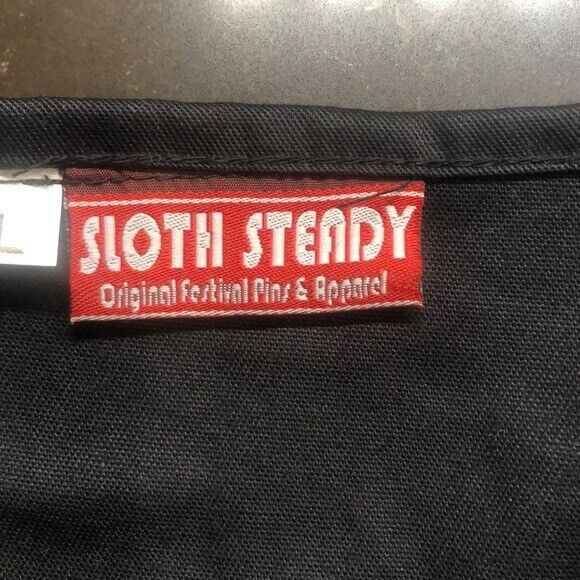 SLOTH STEADY
Original Festival Pins & Apparel
L